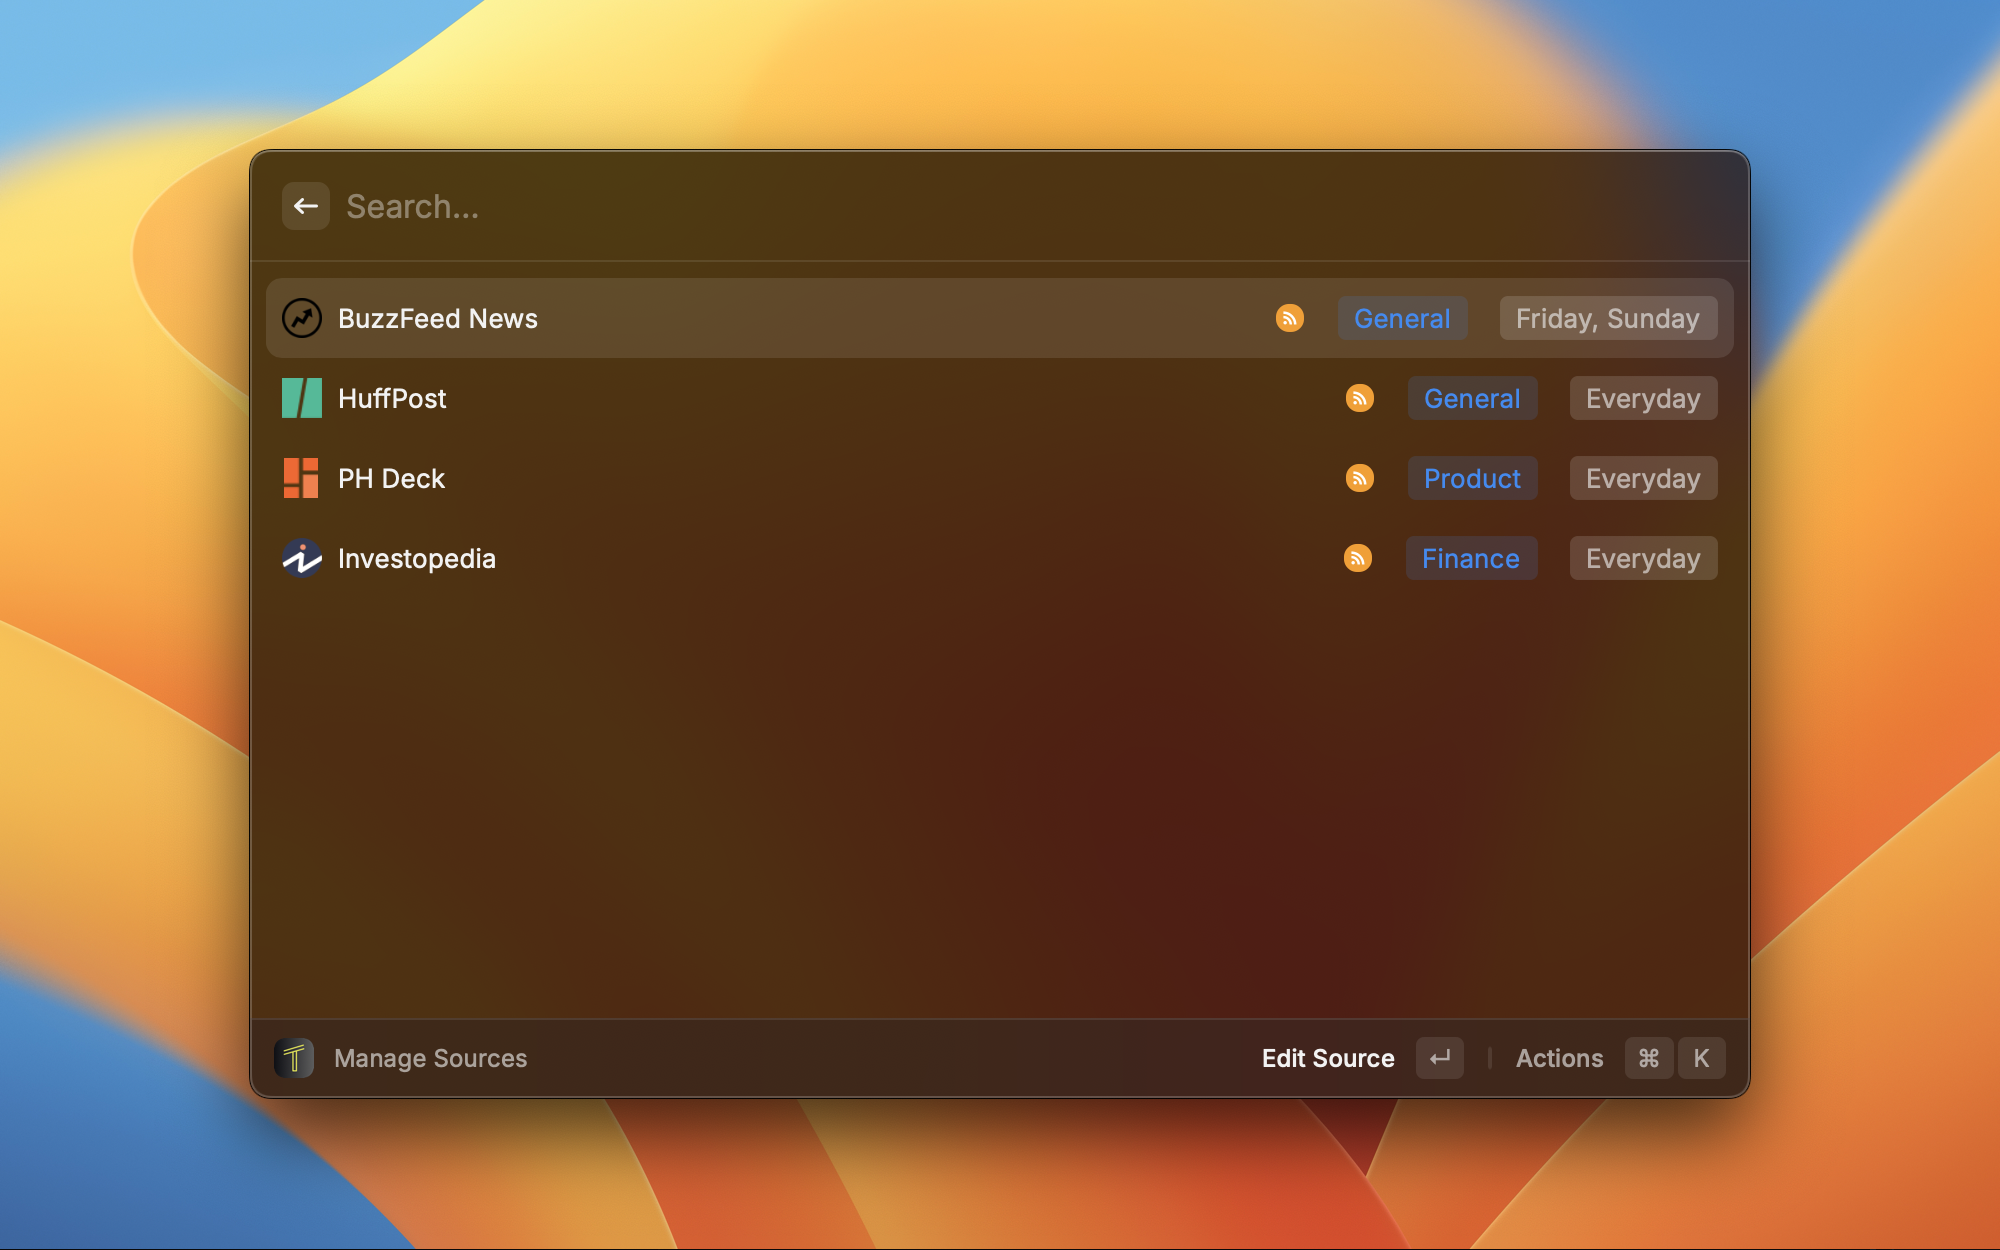 Search...
BuzzFeed News General Friday, Sunday
HuffPost General Everyday
PH Deck Product Everyday
Investopedia Finance Everyday
Manage Sources Edit Source ↵ Actions ⌘ K